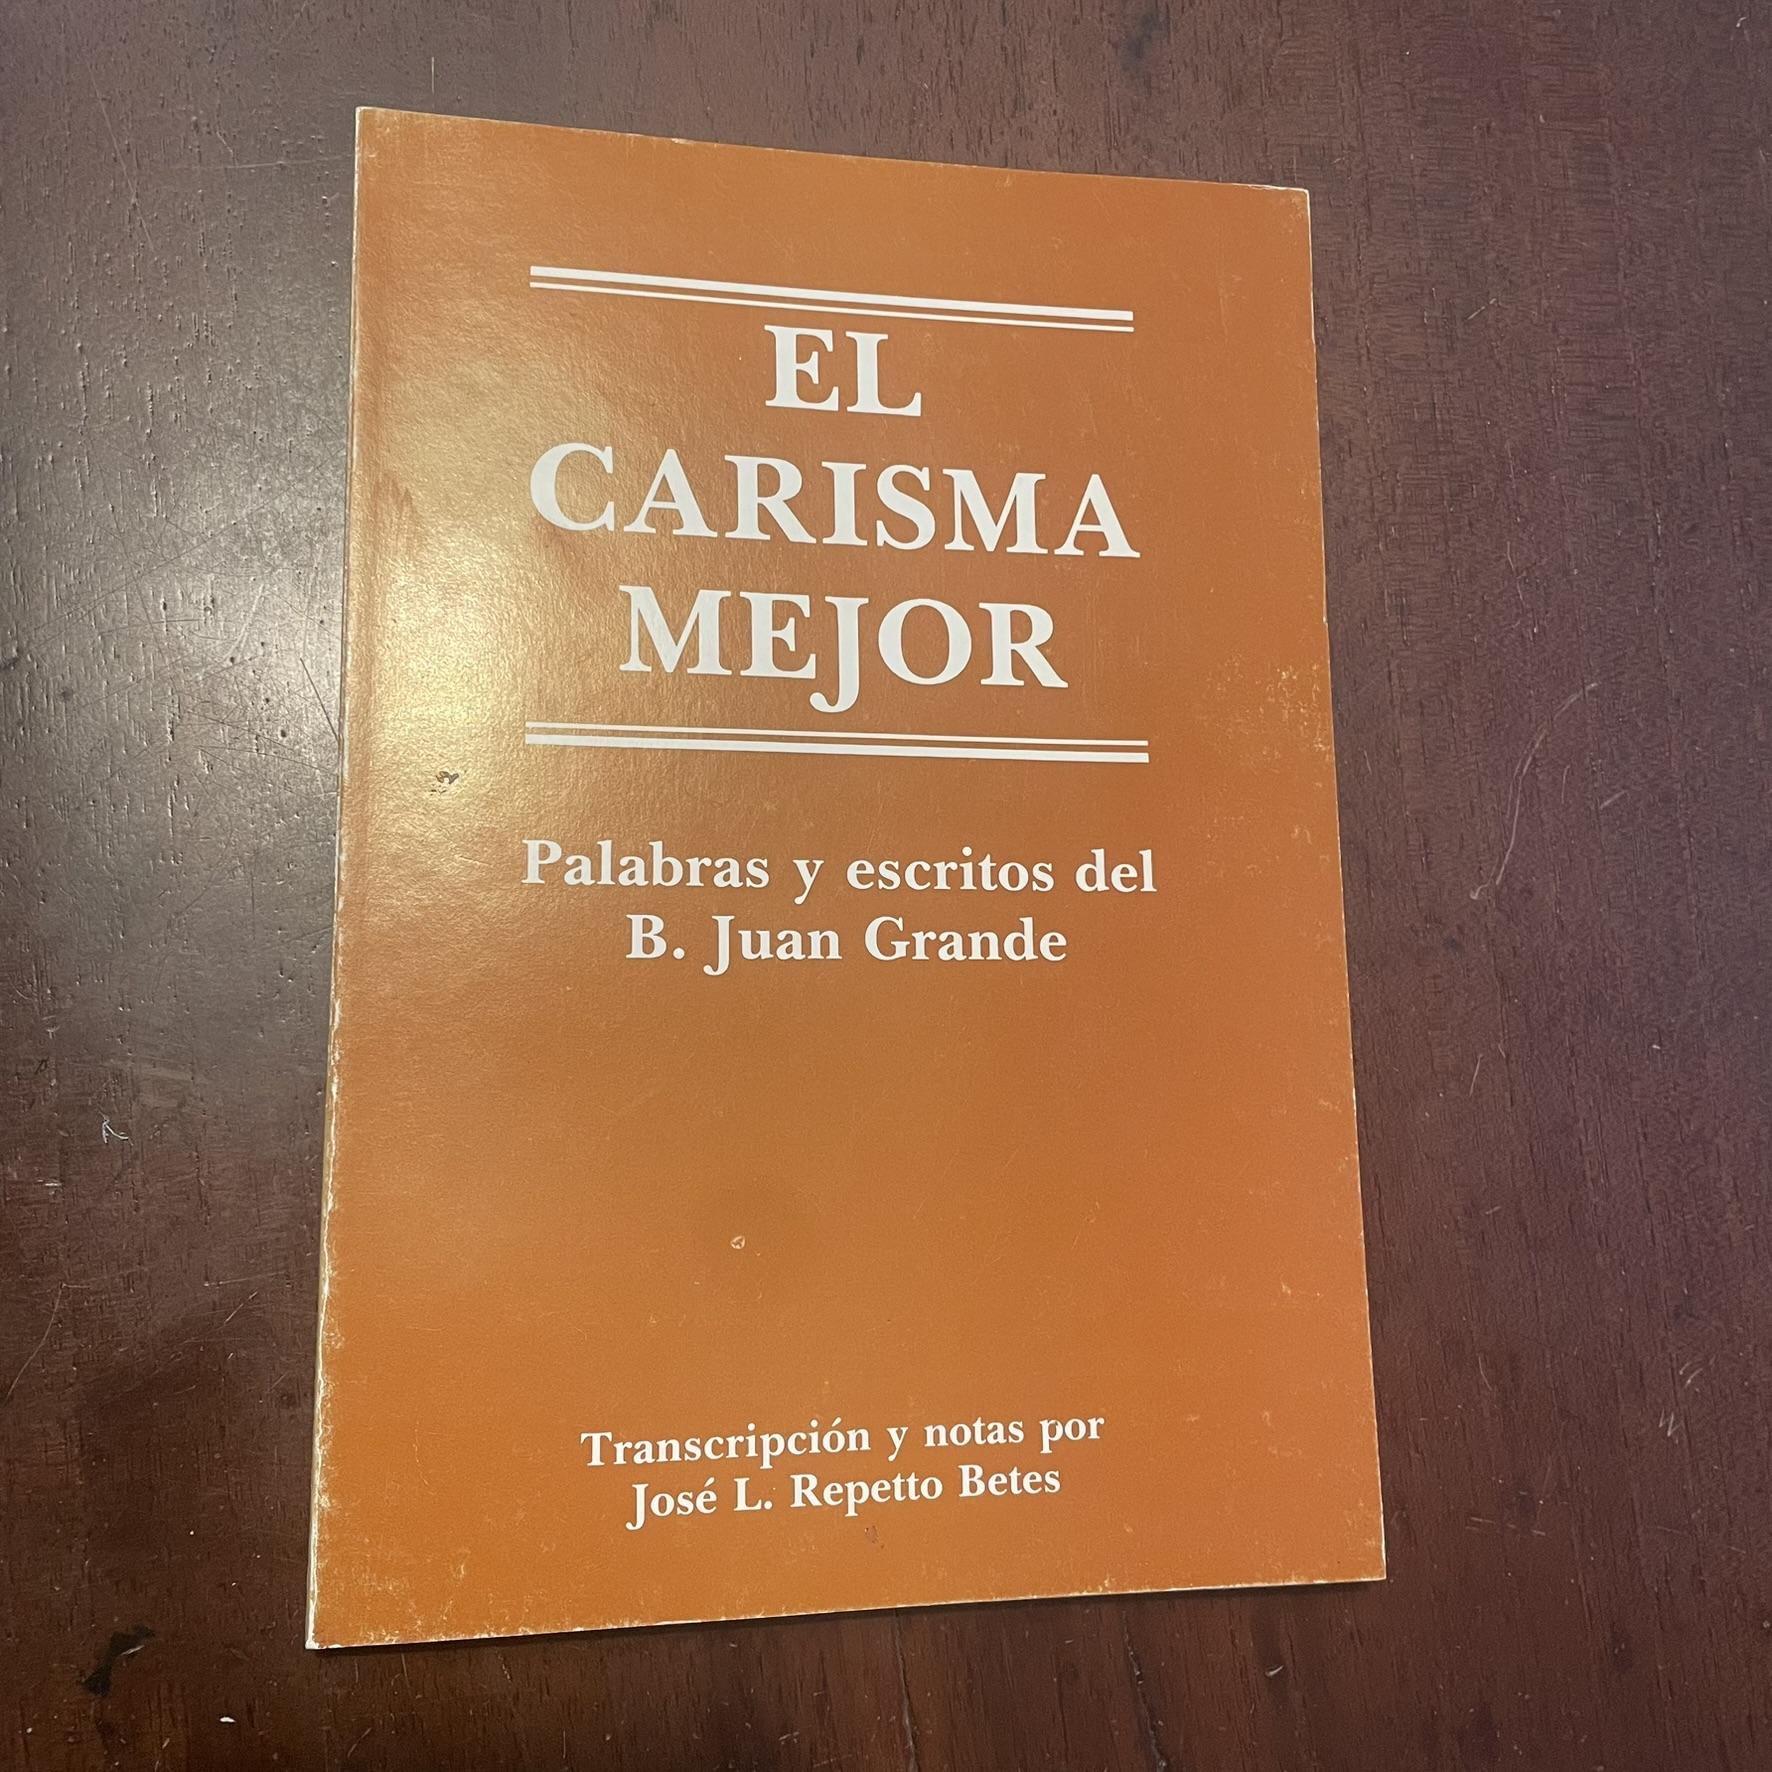 EL
CARISMA
MEJOR
Palabras y escritos del
B. Juan Grande
Transcripción y notas por
José L. Repetto Betes